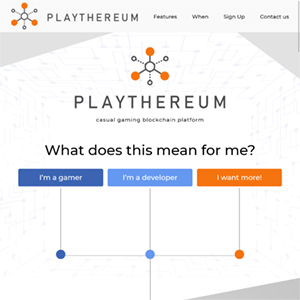 PLAYTHEREUM Features When Sign Up Contact us
PLAYTHEREUM
casual gaming blockchain platform
What does this mean for me?
I'm a gamer I'm a developer I want more!